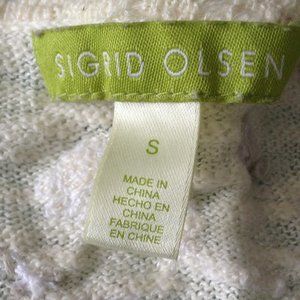 SIGRID OLSEN
S
MADE IN
CHINA
HECHO EN
CHINA
FABRIQUE
EN CHINE